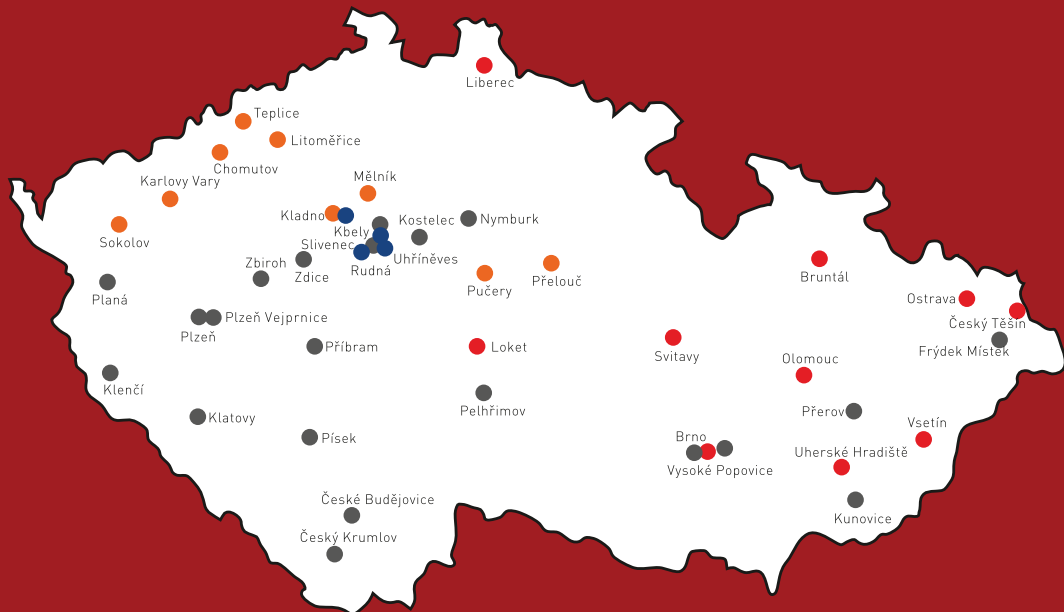 Liberec
Teplice
Litoměřice
Chomutov
Mělník
Karlovy Vary
Kladno
Kostelec
Nymburk
Sokolov
Kbely
Slivenec
Uhříněves
Zbiroh
Zdice
Rudná
Bruntál
Přelouč
Pučery
Planá
Ostrava
Plzeň Vejprnice
Český Těšín
Plzeň
Příbram
Loket
Svitavy
Frýdek Místek
Olomouc
Klenčí
Pelhřimov
Přerov
Klatovy
Vsetín
Písek
Brno
Uherské Hradiště
Vysoké Popovice
České Budějovice
Kunovice
Český Krumlov